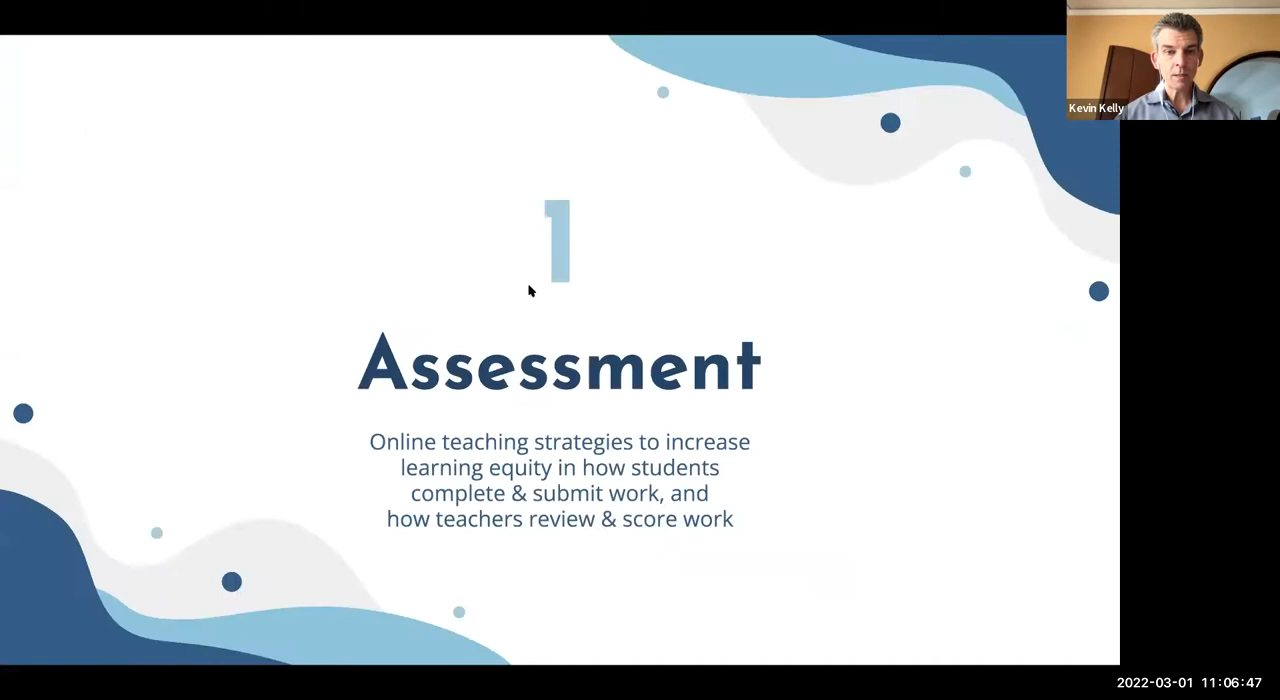 Kevin Kelly
1
Assessment
Online teaching strategies to increase
learning equity in how students
complete & submit work, and
how teachers review & score work
2022-03-01 11:06:47